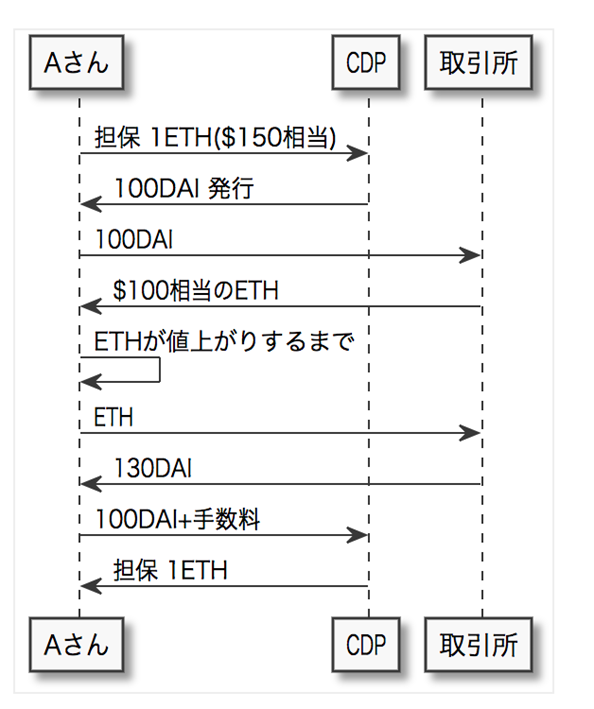 Aさん
CDP
取引所
担保 1ETH($150相当)
100DAI 発行
100DAI
$100相当のETH
ETHが値上がりするまで
ETH
130DAI
100DAI+手数料
担保 1ETH
Aさん
CDP
取引所